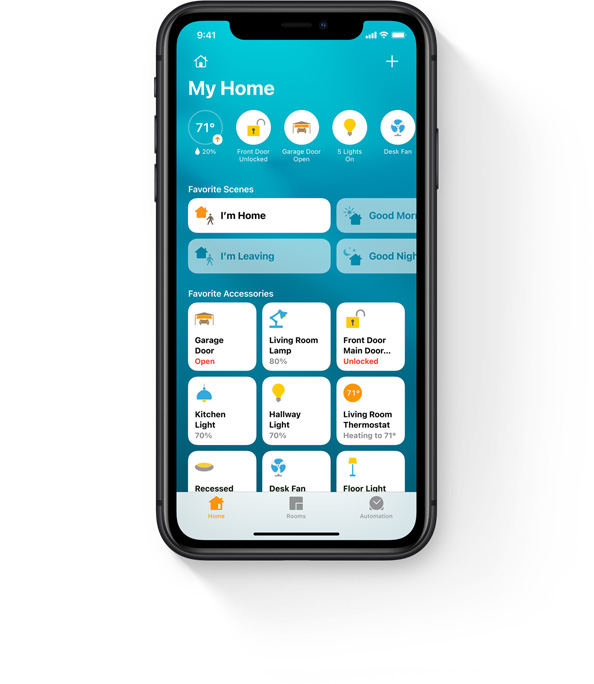 9:41
My Home
71°
20%
Front Door
Unlocked
Garage Door
Open
5 Lights
On
Desk Fan
Favorite Scenes
I'm Home
Good Mor
I'm Leaving
Good Nigh
Favorite Accessories
Garage
Door
Open
Living Room
Lamp
80%
Front Door
Main Door...
Unlocked
Kitchen
Light
70%
Hallway
Light
70%
71°
Living Room
Thermostat
Heating to 71°
Recessed
Desk Fan
Floor Light
Home
Rooms
Automation